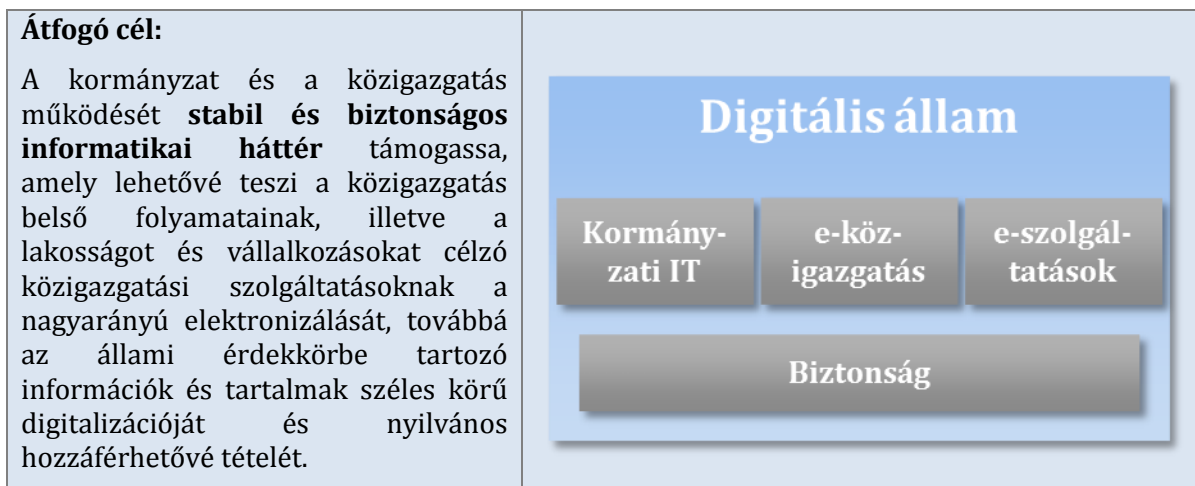 Átfogó cél:
A kormányzat és a közigazgatás
működését stabil és biztonságos
informatikai háttér támogassa,
amely lehetővé teszi a közigazgatás
belső folyamatainak, illetve a
lakosságot és vállalkozásokat célzó
közigazgatási szolgáltatásoknak a
nagyarányú elektronizálását, továbbá
az állami érdekkörbe tartozó
információk és tartalmak széles körű
digitalizációját és nyilvános
hozzáférhetővé tételét.
Digitális állam
Kormány-
zati IT
e-köz-
igazgatás
e-szolgál-
tatások
Biztonság